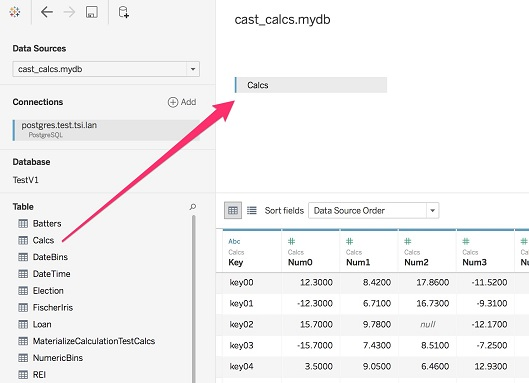 cast_calcs.mydb
Data Sources
cast_calcs.mydb
Calcs
Connections
Add
postgres.test.tsi.lan
PostgreSQL
Database
TestV1
Table
Batters
Calcs
DateBins
DateTime
Election
FischerIris
Loan
MaterializeCalculationTestCalcs
NumericBins
REI
Sort fields Data Source Order
Abc
Calcs Calcs Calcs Calcs Calcs
Key Num0 Num1 Num2 Num3
key00 12.3000 8.4200 17.8600 -11.5200
key01 -12.3000 6.7100 16.7300 -9.3100
key02 15.7000 9.7800 null -12.1700
key03 -15.7000 7.4300 8.5100 -7.2500
key04 3.5000 9.0500 6.4600 12.9300